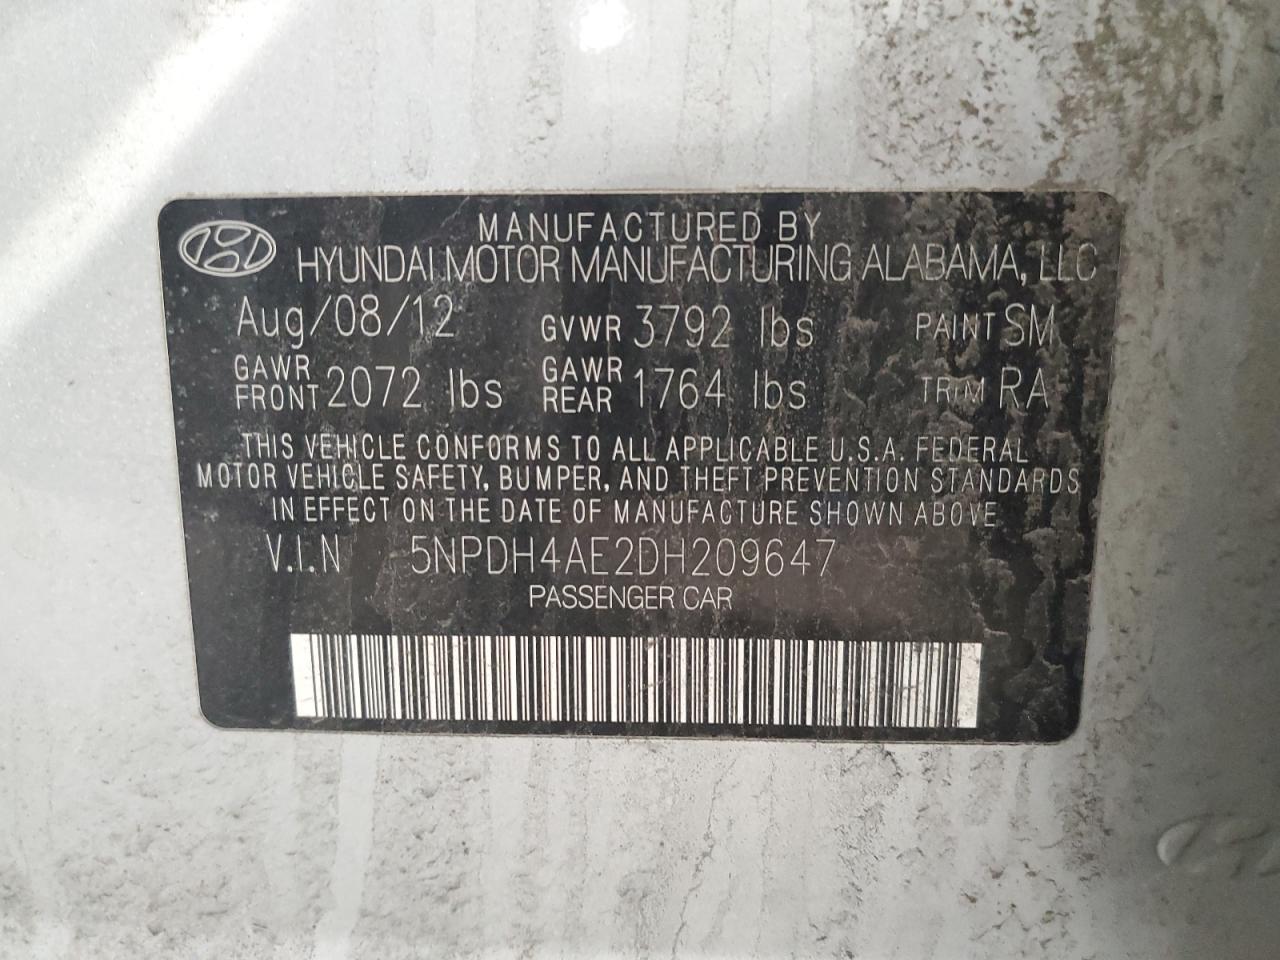 MANUFACTURED BY
HYUNDAI MOTOR MANUFACTURING ALABAMA, LLC
Aug/08/12 GVWR 3792 lbs PAINT SM
GAWR FRONT 2072 lbs GAWR REAR 1764 lbs TRIM RA
THIS VEHICLE CONFORMS TO ALL APPLICABLE U.S.A. FEDERAL
MOTOR VEHICLE SAFETY, BUMPER, AND THEFT PREVENTION STANDARDS
IN EFFECT ON THE DATE OF MANUFACTURE SHOWN ABOVE
V.I.N 5NPDH4AE2DH209647
PASSENGER CAR